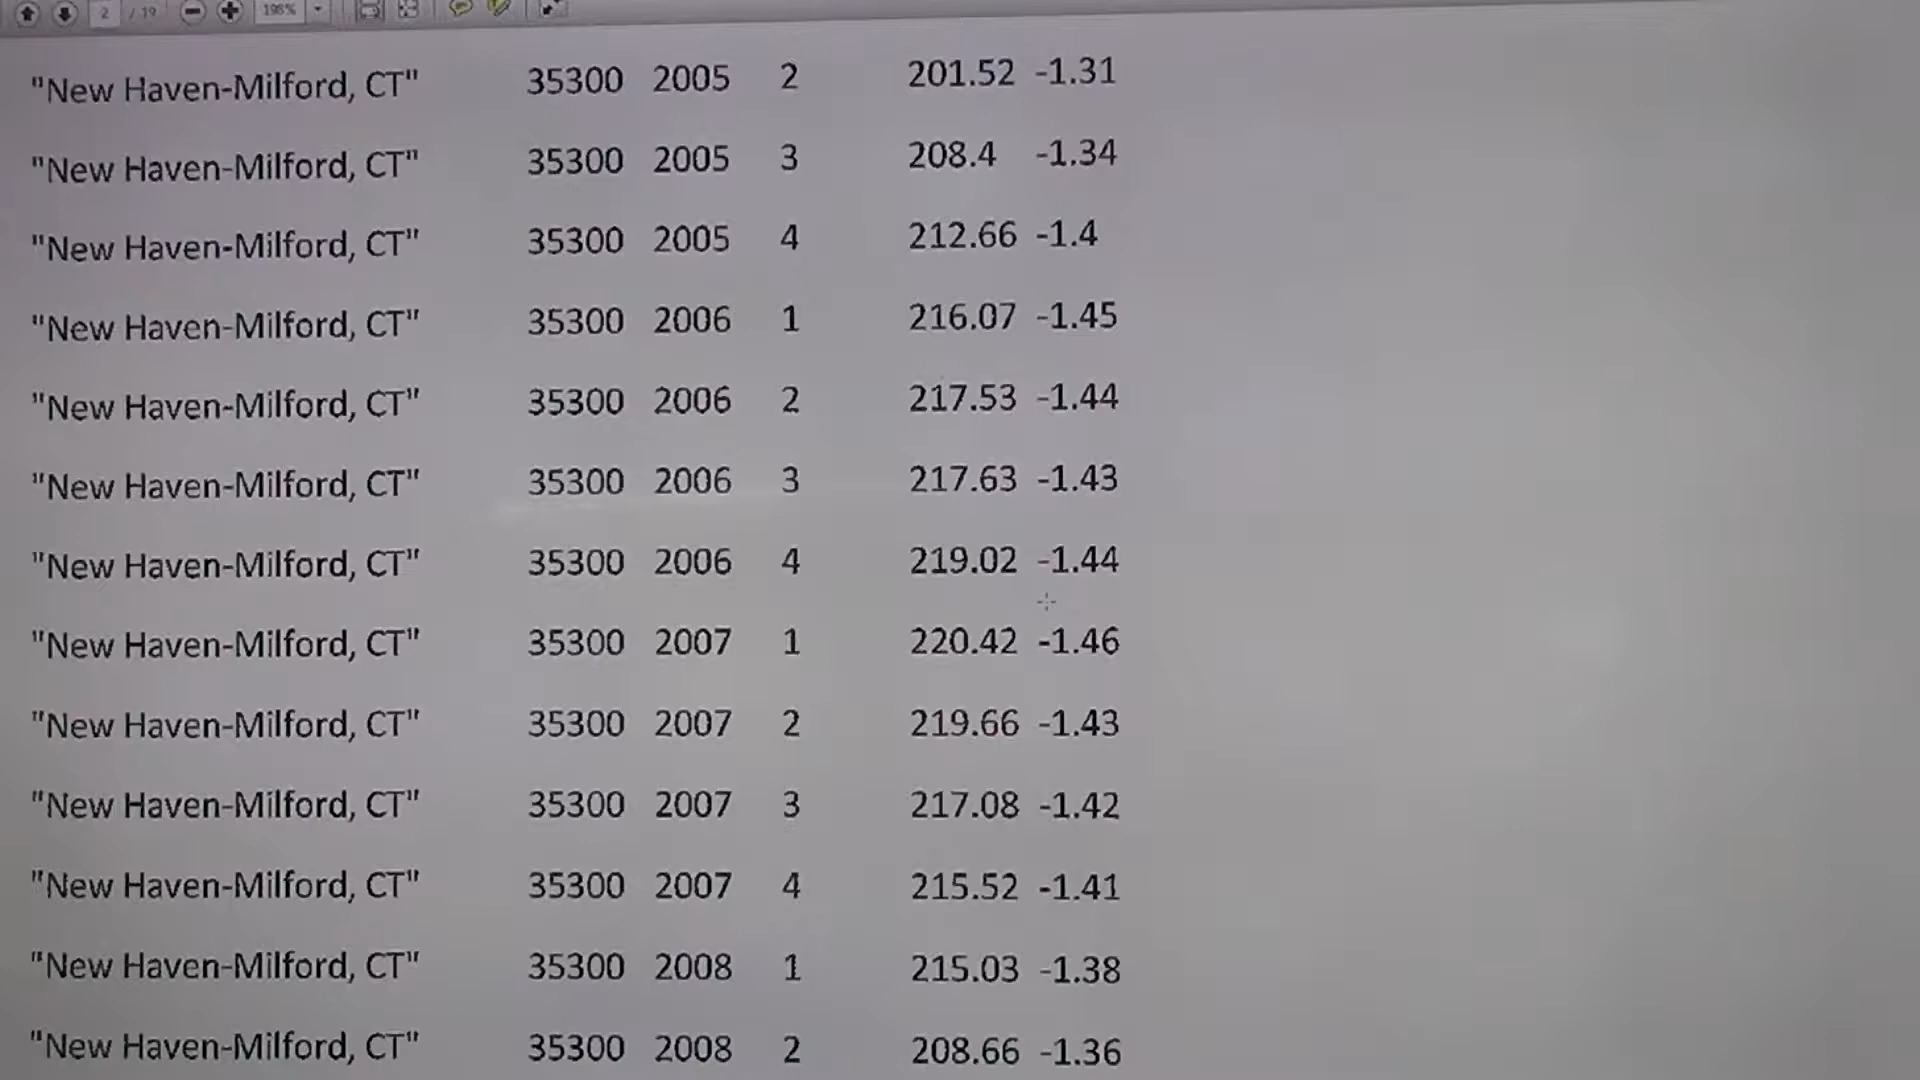 2 / 19 198%
"New Haven-Milford, CT" 35300 2005 2 201.52 -1.31
"New Haven-Milford, CT" 35300 2005 3 208.4 -1.34
"New Haven-Milford, CT" 35300 2005 4 212.66 -1.4
"New Haven-Milford, CT" 35300 2006 1 216.07 -1.45
"New Haven-Milford, CT" 35300 2006 2 217.53 -1.44
"New Haven-Milford, CT" 35300 2006 3 217.63 -1.43
"New Haven-Milford, CT" 35300 2006 4 219.02 -1.44
"New Haven-Milford, CT" 35300 2007 1 220.42 -1.46
"New Haven-Milford, CT" 35300 2007 2 219.66 -1.43
"New Haven-Milford, CT" 35300 2007 3 217.08 -1.42
"New Haven-Milford, CT" 35300 2007 4 215.52 -1.41
"New Haven-Milford, CT" 35300 2008 1 215.03 -1.38
"New Haven-Milford, CT" 35300 2008 2 208.66 -1.36